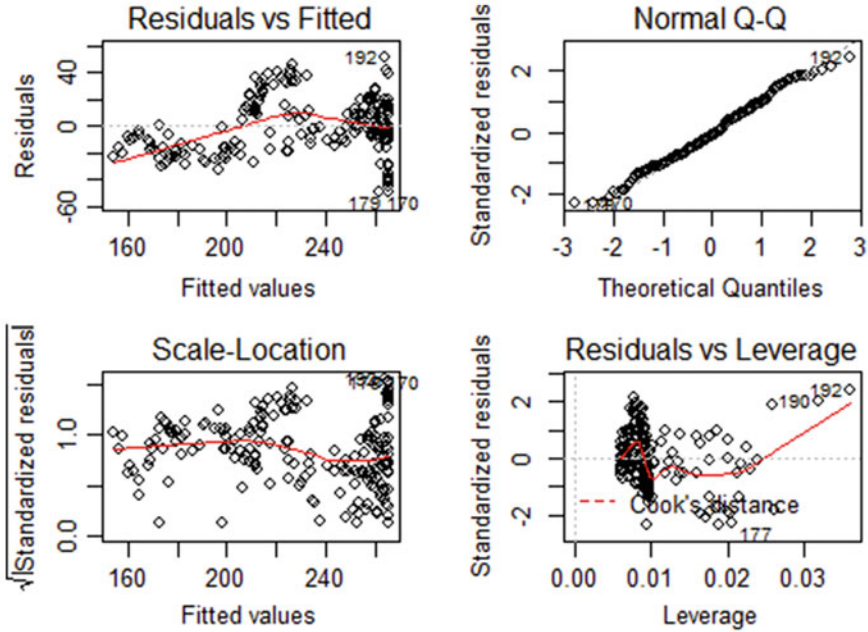 Residuals vs Fitted
Residuals
40
0
-60
192
179 170
160
200
240
Fitted values
Normal Q-Q
Standardized residuals
2
0
-2
192
-3
-2
-1
0
1
2
3
Theoretical Quantiles
Scale-Location
√|Standardized residuals|
1.0
0.0
160
200
240
Fitted values
Residuals vs Leverage
Standardized residuals
2
0
-2
190
192
Cook's distance
177
0.00
0.01
0.02
0.03
Leverage